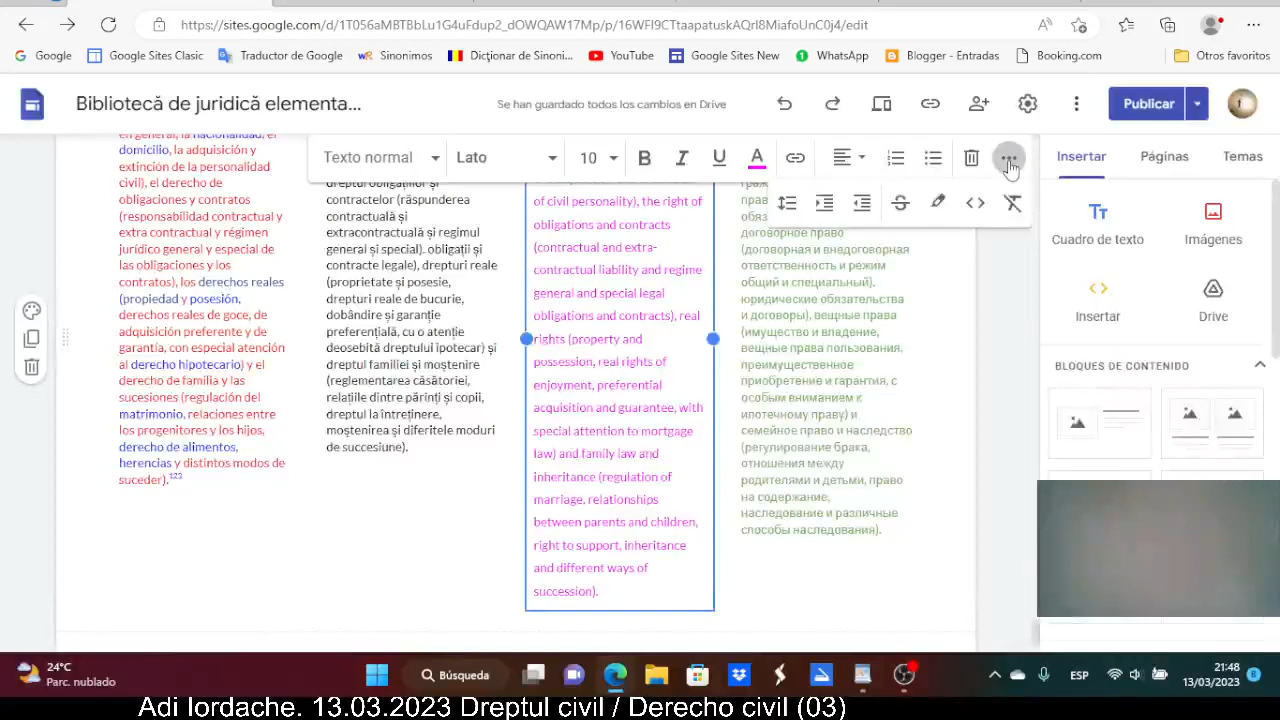 https://sites.google.com/d/1T056aMBTBbLu1G4uFdup2_dOWQAW17Mp/p/16WFI9CTtaapatuskAQrI8MiafoUnC0j4/edit
Google
Google Sites Clasic
Traductor de Google
Sinonimos
Dicționar de Sinoni...
YouTube
Google Sites New
WhatsApp
Blogger - Entradas
Booking.com
Otros favoritos
Bibliotecă de juridică elementa...
Se han guardado todos los cambios en Drive
Publicar
Texto normal
Lato
10
B I U A
Insertar
Páginas
Temas
en general, la nacionalidad, el
domicilio, la adquisición y
extinción de la personalidad
civil), el derecho de
obligaciones y contratos
(responsabilidad contractual y
extra contractual y régimen
jurídico general y especial de
las obligaciones y los
contratos), los derechos reales
(propiedad y posesión,
derechos reales de goce, de
adquisición preferente y de
garantía, con especial atención
al derecho hipotecario) y el
derecho de familia y las
sucesiones (regulación del
matrimonio, relaciones entre
los progenitores y los hijos,
derecho de alimentos,
herencias y distintos modos de
suceder).¹²³
dreptul obligațiilor și
contractelor (răspunderea
contractuală și
extracontractuală și regimul
general și special). obligații și
contracte legale), drepturi reale
(proprietate și posesie,
drepturi reale de bucurie,
dobândire și garanție
preferențială, cu o atenție
deosebită dreptului ipotecar) și
dreptul familiei și moștenire
(reglementarea căsătoriei,
relațiile dintre părinți și copii,
dreptul la întreținere,
moștenirea și diferitele moduri
de succesiune).
of civil personality), the right of
obligations and contracts
(contractual and extra-
contractual liability and regime
general and special legal
obligations and contracts), real
rights (property and
possession, real rights of
enjoyment, preferential
acquisition and guarantee, with
special attention to mortgage
law) and family law and
inheritance (regulation of
marriage, relationships
between parents and children,
right to support, inheritance
and different ways of
succession).
договорное право
(договорная и внедоговорная
ответственность и режим
общий и специальный).
юридические обязательства
и договоры), вещные права
(имущество и владение,
вещные права пользования,
преимущественное
приобретение и гарантия, с
особым вниманием к
ипотечному праву) и
семейное право и наследство
(регулирование брака,
отношения между
родителями и детьми, право
на содержание,
наследование и различные
способы наследования).
Cuadro de texto
Imágenes
Insertar
Drive
BLOQUES DE CONTENIDO
24°C
Parc. nublado
Búsqueda
ESP
21:48
13/03/2023
Adi Iordache. 13.03.2023 Dreptul civil / Derecho civil (03)